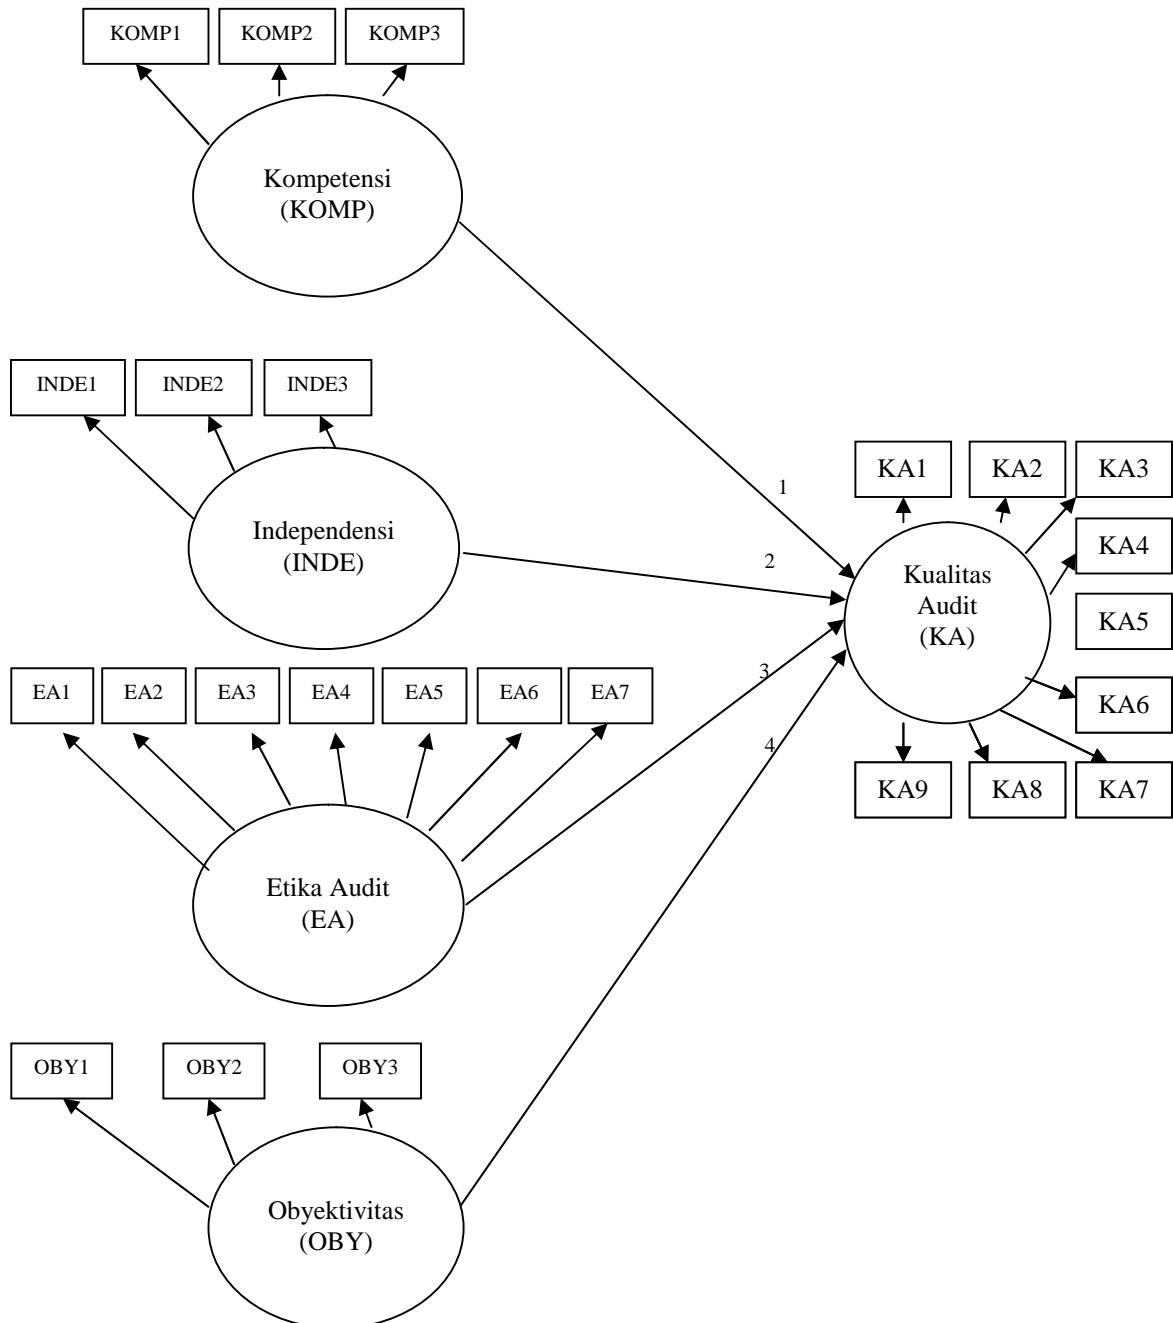 KOMP1
KOMP2
KOMP3
Kompetensi
(KOMP)
INDE1
INDE2
INDE3
Independensi
(INDE)
EA1
EA2
EA3
EA4
EA5
EA6
EA7
Etika Audit
(EA)
OBY1
OBY2
OBY3
Obyektivitas
(OBY)
1
2
3
4
KA1
KA2
KA3
KA4
KA5
KA6
KA7
KA8
KA9
Kualitas
Audit
(KA)